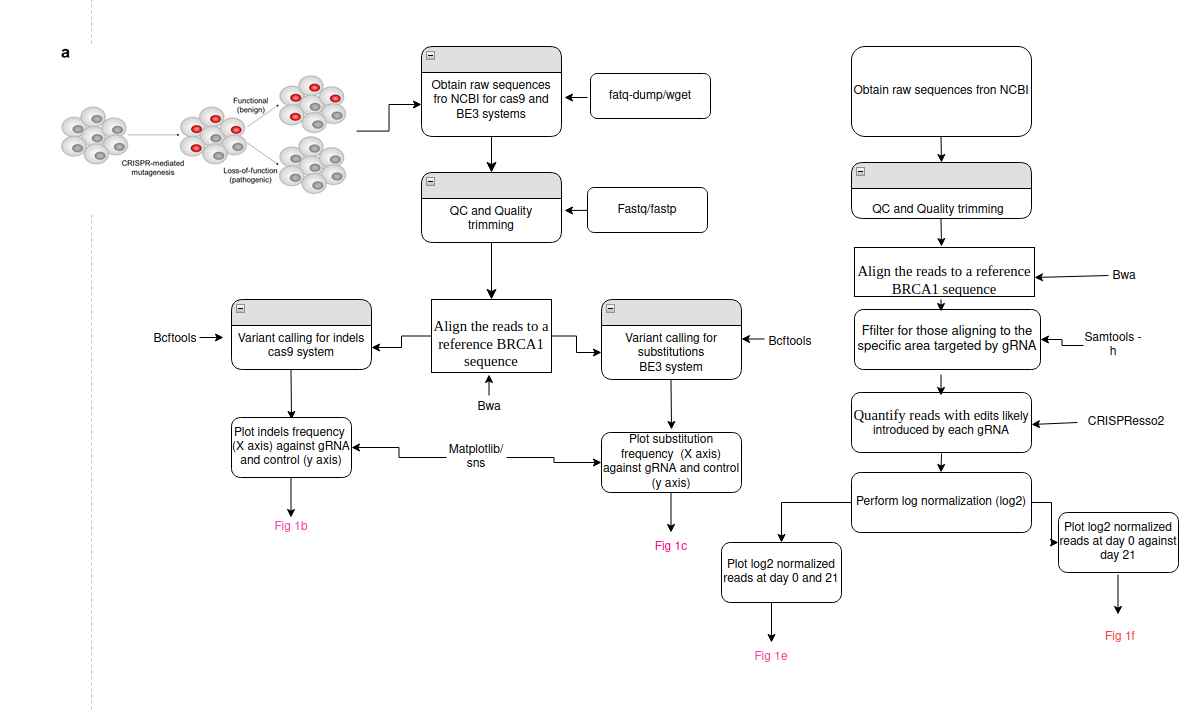 a
Functional
(benign)
CRISPR-mediated
mutagenesis
Loss-of-function
(pathogenic)
Obtain raw sequences
fro NCBI for cas9 and
BE3 systems
fatq-dump/wget
QC and Quality
trimming
Fastq/fastp
Align the reads to a
reference BRCA1
sequence
Bwa
Bcftools
Variant calling for indels
cas9 system
Variant calling for
substitutions
BE3 system
Bcftools
Plot indels frequency
(X axis) against gRNA
and control (y axis)
Matplotlib/
sns
Plot substitution
frequency (X axis)
against gRNA and control
(y axis)
Fig 1b
Fig 1c
Obtain raw sequences fron NCBI
QC and Quality trimming
Align the reads to a reference
BRCA1 sequence
Bwa
Ffilter for those aligning to the
specific area targeted by gRNA
Samtools -
h
Quantify reads with edits likely
introduced by each gRNA
CRISPResso2
Perform log normalization (log2)
Plot log2 normalized
reads at day 0 and 21
Plot log2 normalized
reads at day 0 against
day 21
Fig 1e
Fig 1f